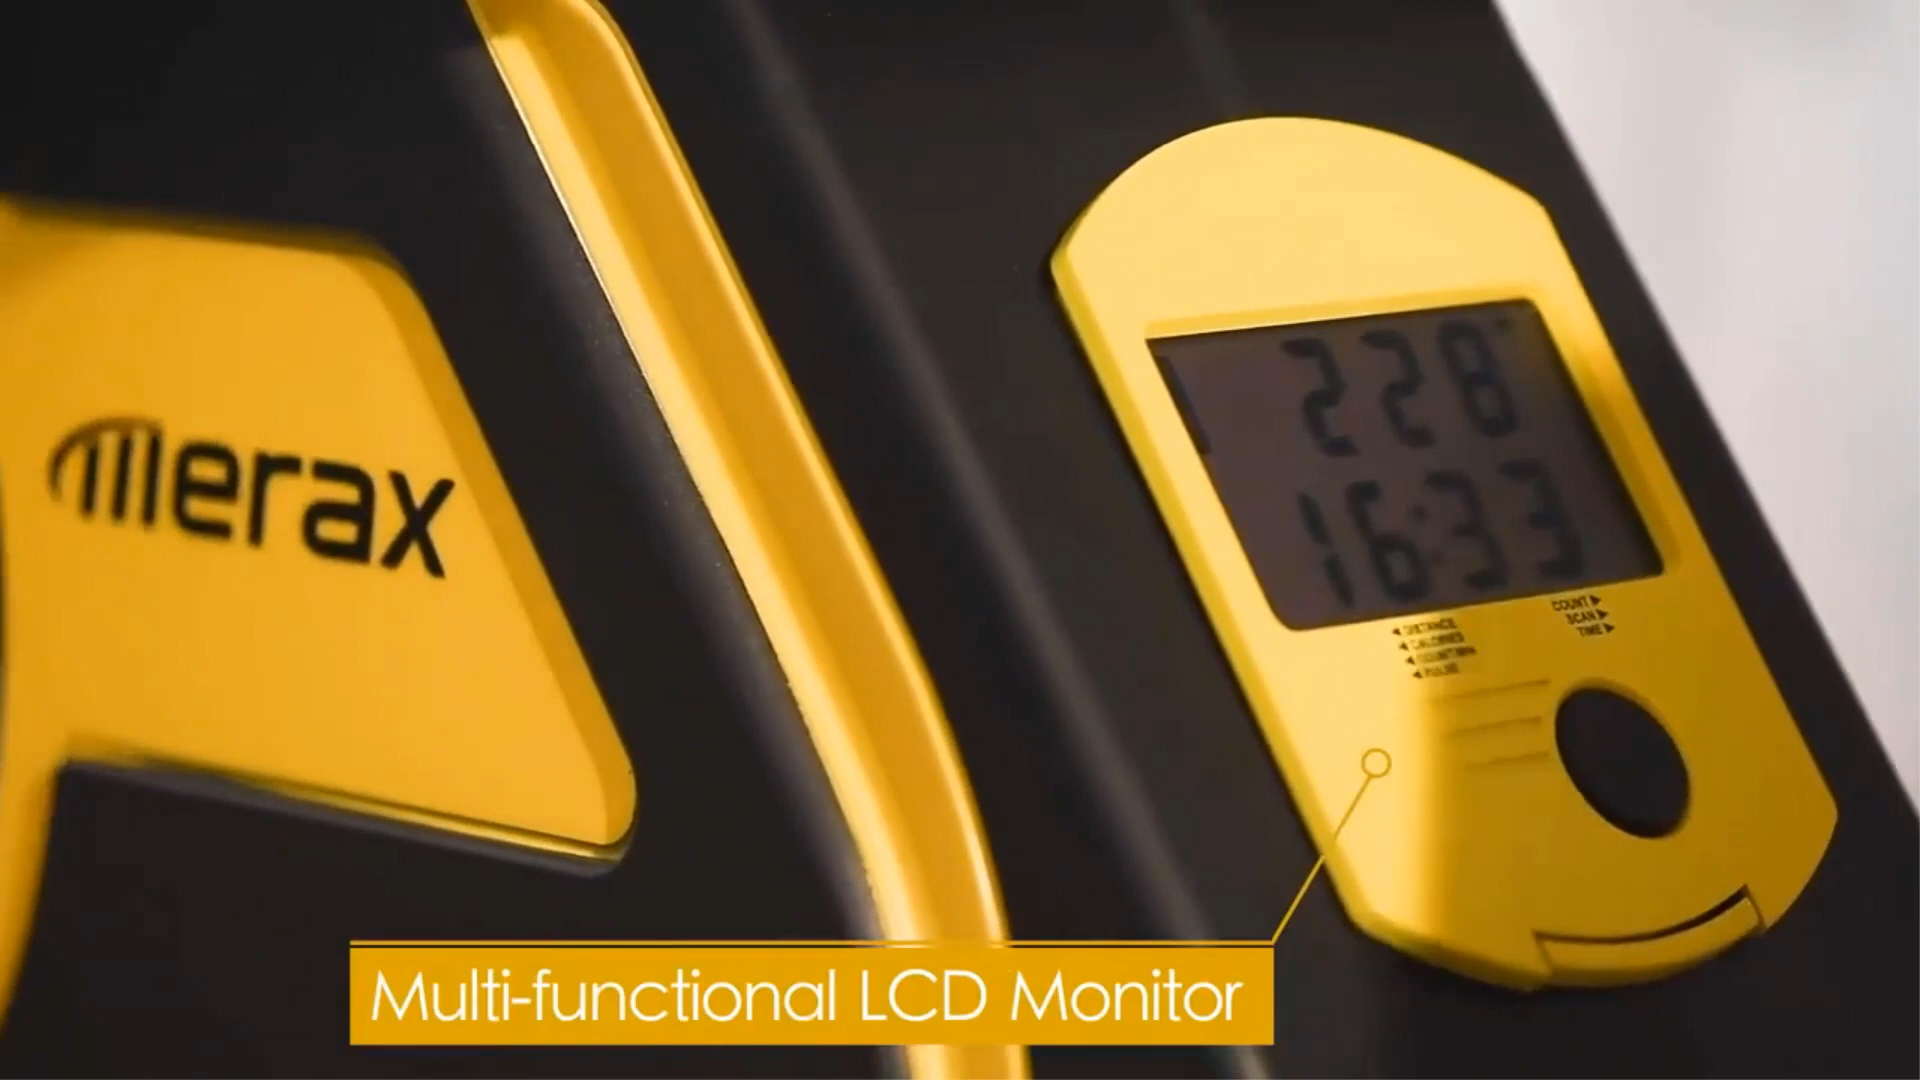 merax
228
16:33
COUNT▶
SCAN▶
TIME▶
◀DISTANCE
◀CALORIES
◀PULSE
Multi-functional LCD Monitor